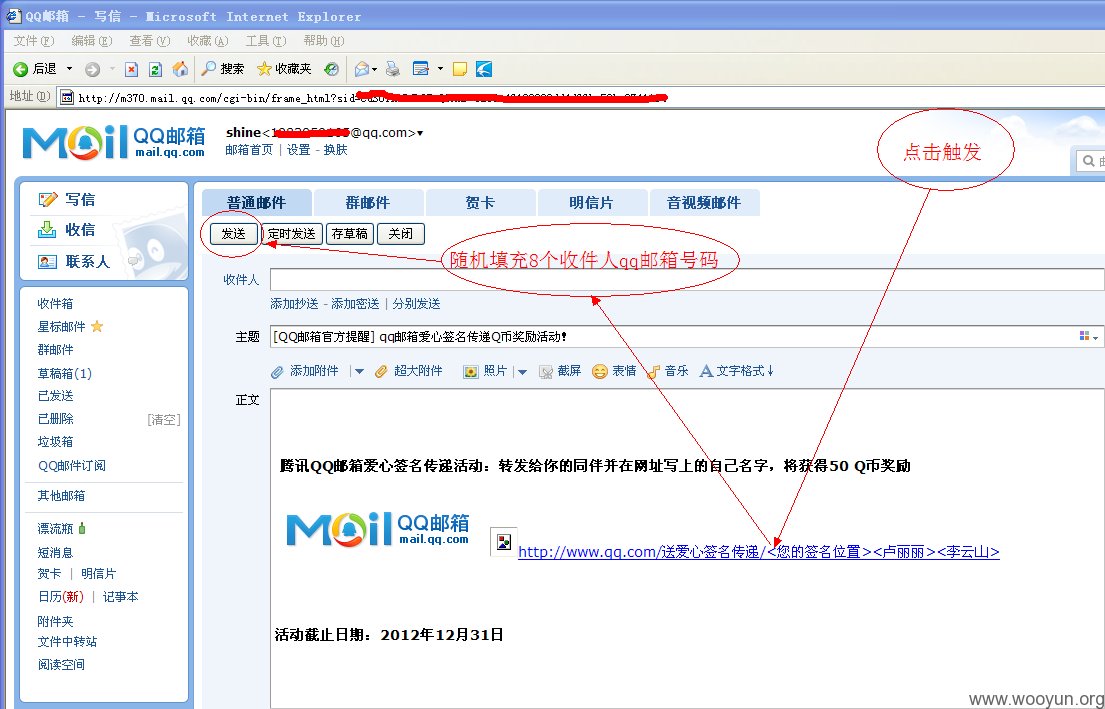 QQ邮箱 - 写信 - Microsoft Internet Explorer
文件(F) 编辑(E) 查看(V) 收藏(A) 工具(T) 帮助(H)
后退 搜索 收藏夹
地址(D) http://m370.mail.qq.com/cgi-bin/frame_html?sid=
Mail QQ邮箱 mail.qq.com
shine<@qq.com>
邮箱首页 | 设置 - 换肤
点击触发
写信
收信
联系人
普通邮件 群邮件 贺卡 明信片 音视频邮件
发送 定时发送 存草稿 关闭
随机填充8个收件人qq邮箱号码
收件人
添加抄送 - 添加密送 | 分别发送
主题 [QQ邮箱官方提醒] qq邮箱爱心签名传递Q币奖励活动!
添加附件 超大附件 照片 截屏 表情 音乐 文字格式↓
正文
收件箱
星标邮件
群邮件
草稿箱(1)
已发送
已删除 [清空]
垃圾箱
QQ邮件订阅
其他邮箱
漂流瓶
短消息
贺卡 | 明信片
日历(新) | 记事本
附件夹
文件中转站
阅读空间
腾讯QQ邮箱爱心签名传递活动：转发给你的同伴并在网址写上的自己名字，将获得50 Q币奖励
Mail QQ邮箱 mail.qq.com
http://www.qq.com/送爱心签名传递/<您的签名位置><卢丽丽><李云山>
活动截止日期：2012年12月31日
www.wooyun.org